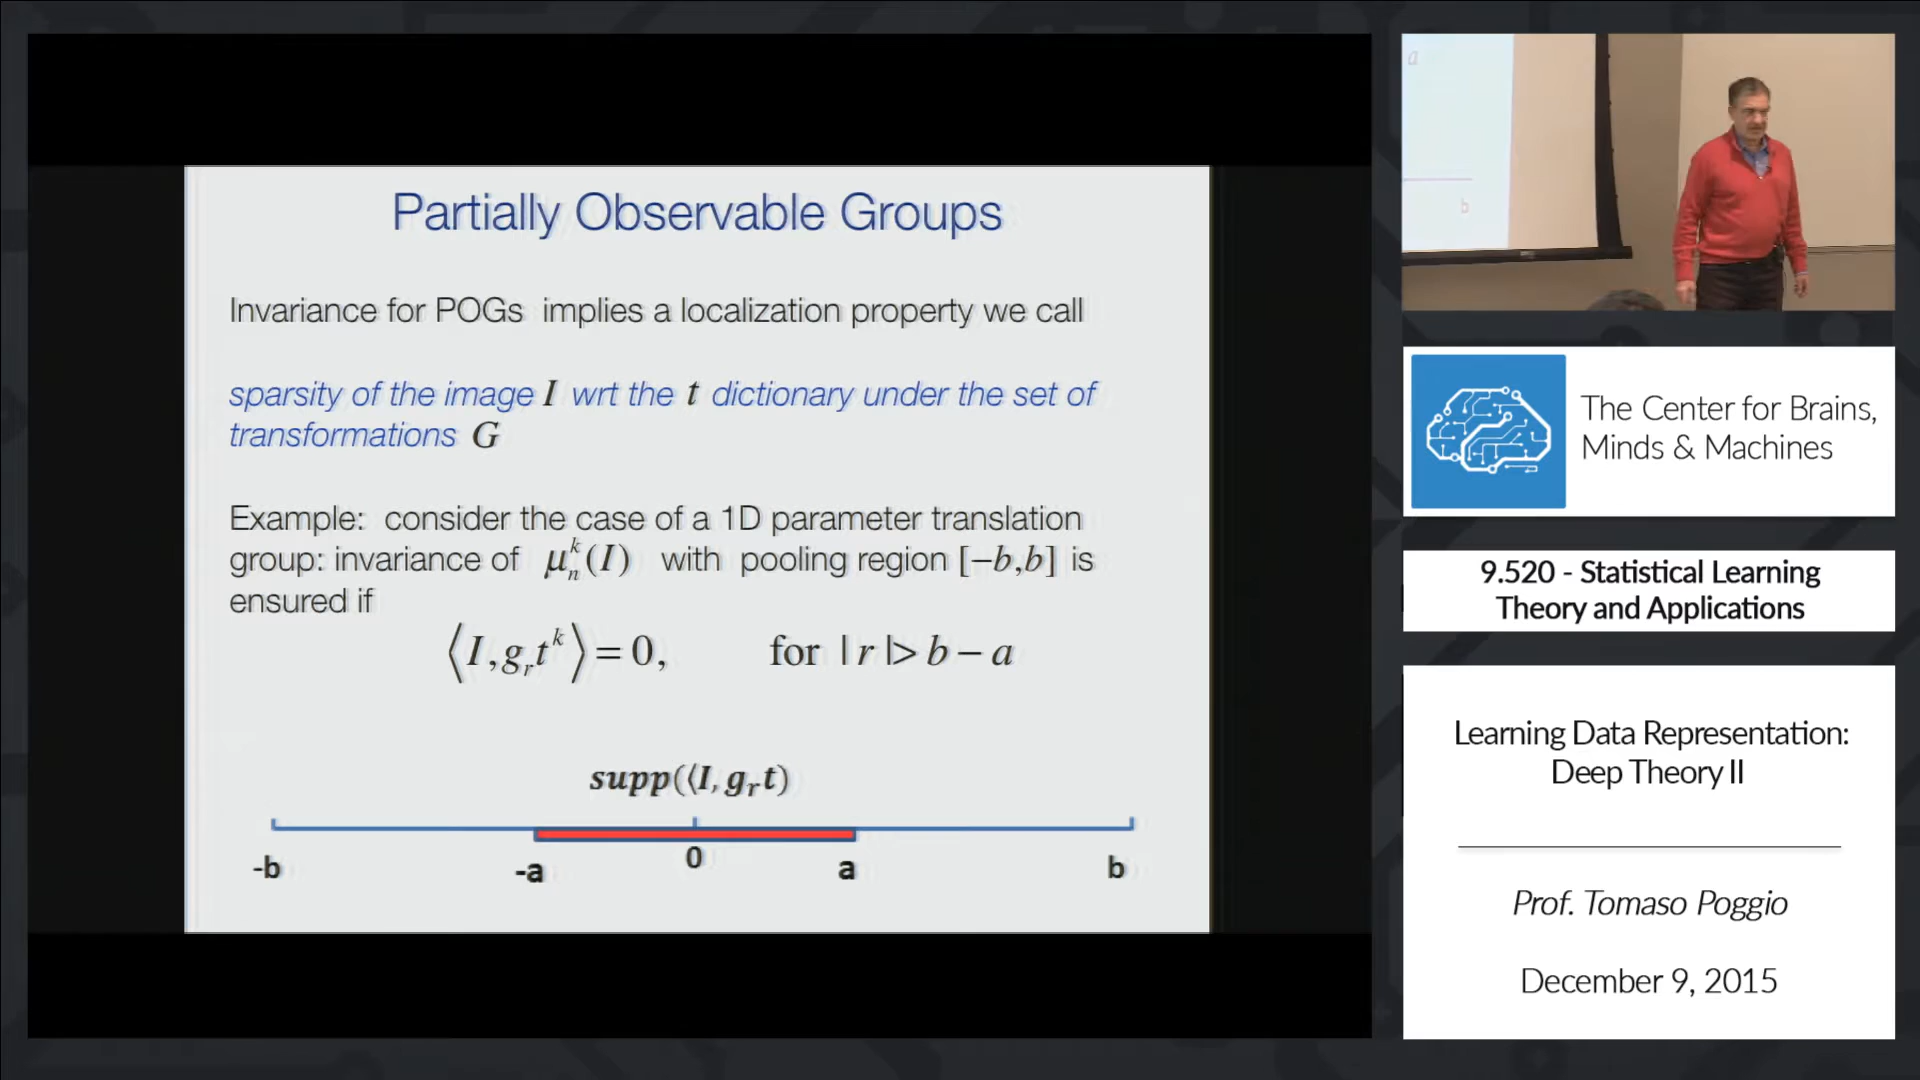 Partially Observable Groups
Invariance for POGs implies a localization property we call
sparsity of the image I wrt the t dictionary under the set of
transformations G
Example: consider the case of a 1D parameter translation
group: invariance of μₙᵏ(I) with pooling region [−b,b] is
ensured if
⟨I, gᵣtᵏ⟩ = 0, for |r|> b − a
supp(⟨I, gᵣt)
-b -a 0 a b
a
b
The Center for Brains,
Minds & Machines
9.520 - Statistical Learning
Theory and Applications
Learning Data Representation:
Deep Theory II
Prof. Tomaso Poggio
December 9, 2015